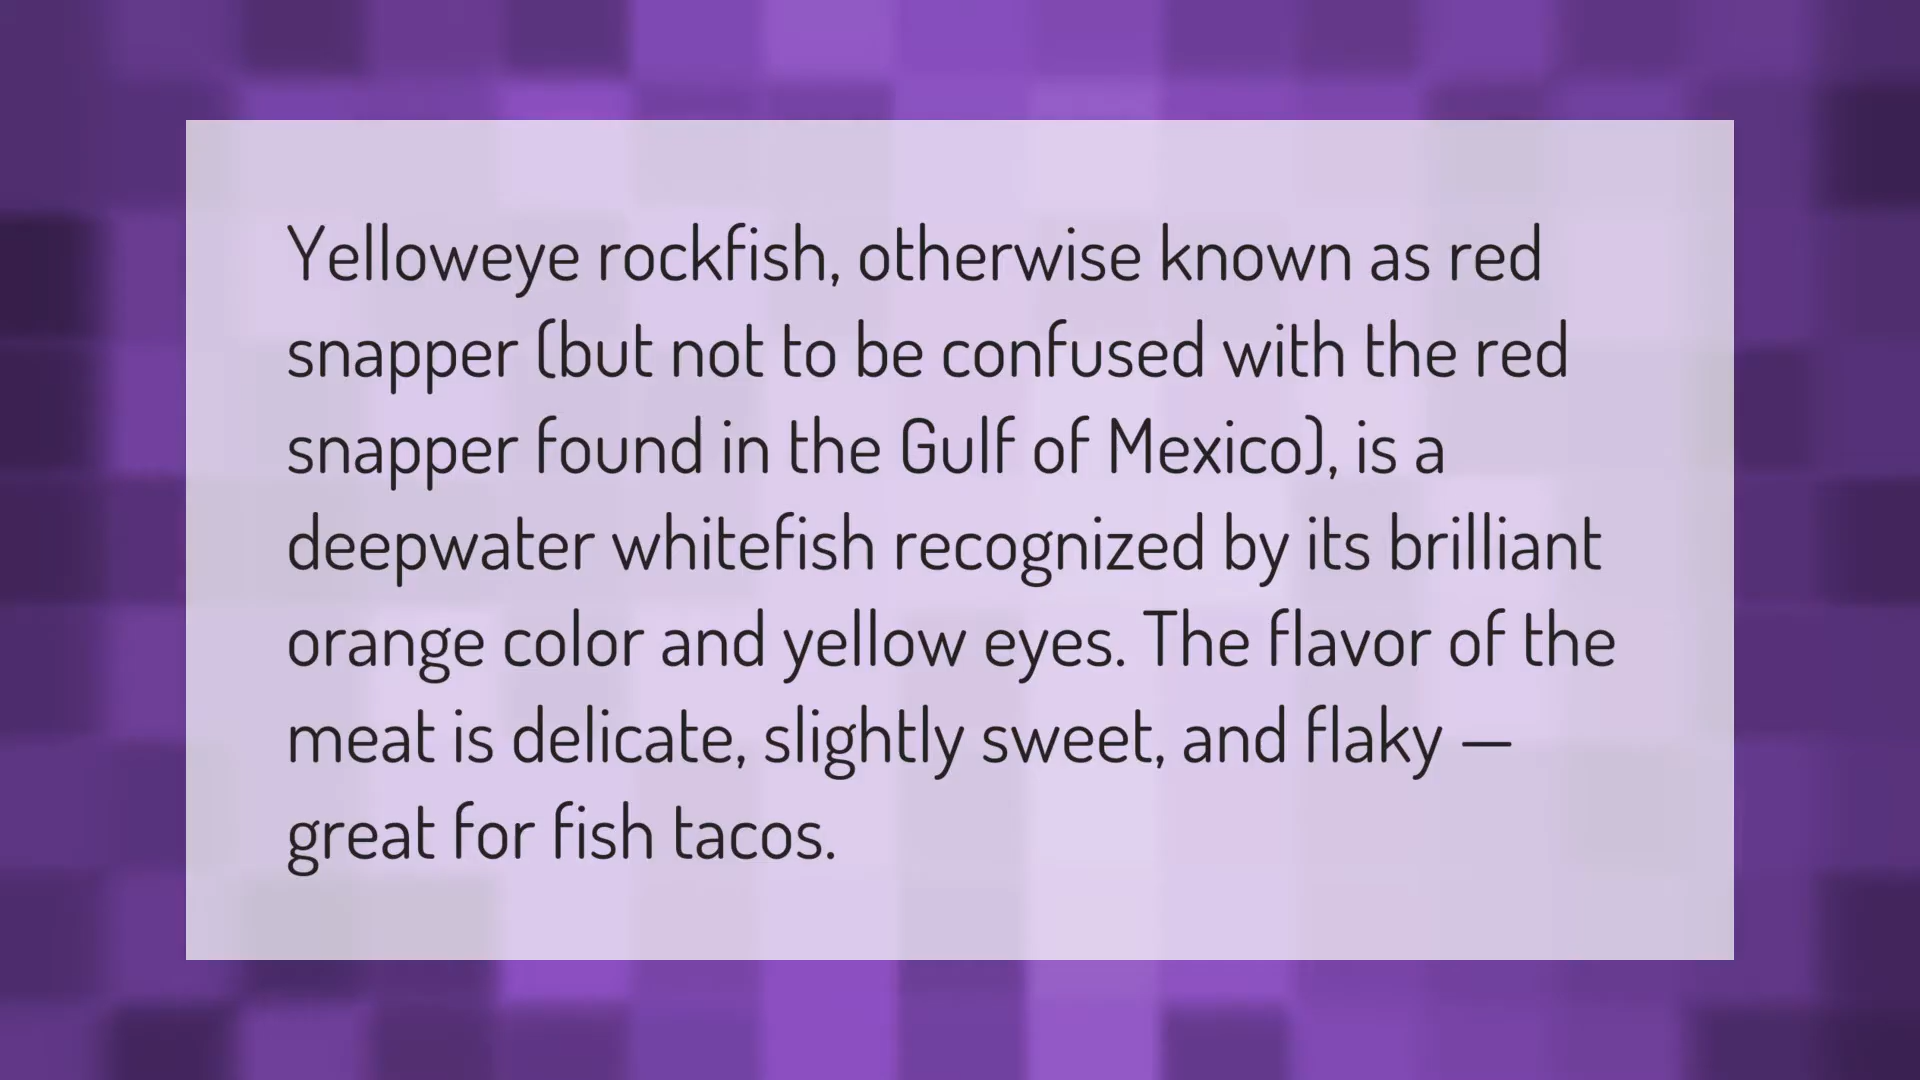 Yelloweye rockfish, otherwise known as red
snapper (but not to be confused with the red
snapper found in the Gulf of Mexico), is a
deepwater whitefish recognized by its brilliant
orange color and yellow eyes. The flavor of the
meat is delicate, slightly sweet, and flaky —
great for fish tacos.